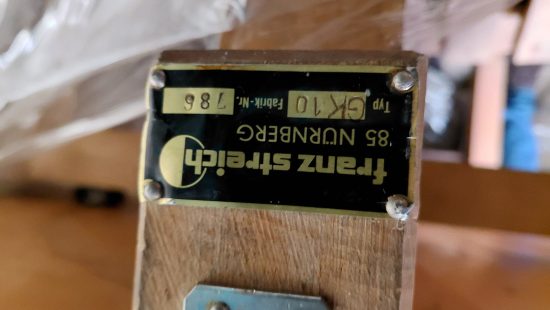 franz streich
'85 NÜRNBERG
Typ GK10 Fabrik-Nr. 786